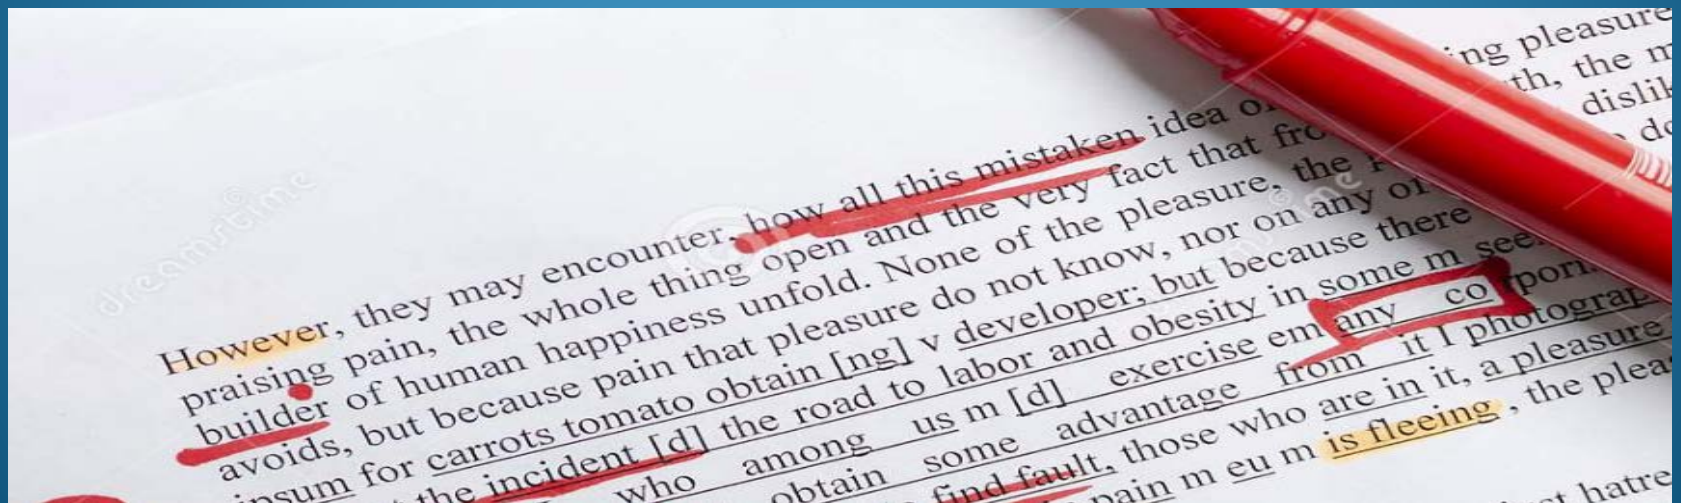 However, they may encounter, how all this mistaken idea
praising pain, the whole thing open and the very fact that
builder of human happiness unfold. None of the pleasure, the
avoids, but because pain that pleasure do not know, nor on any of
ipsum for carrots tomato obtain [ng] v developer; but because there
the incident [d] the road to labor and obesity in some m
who among us m [d] exercise em any co
obtain some advantage from it I
find fault, those who are in it, a pleasure
pain m eu m is fleeing, the
ing pleasure
the
dreamstime